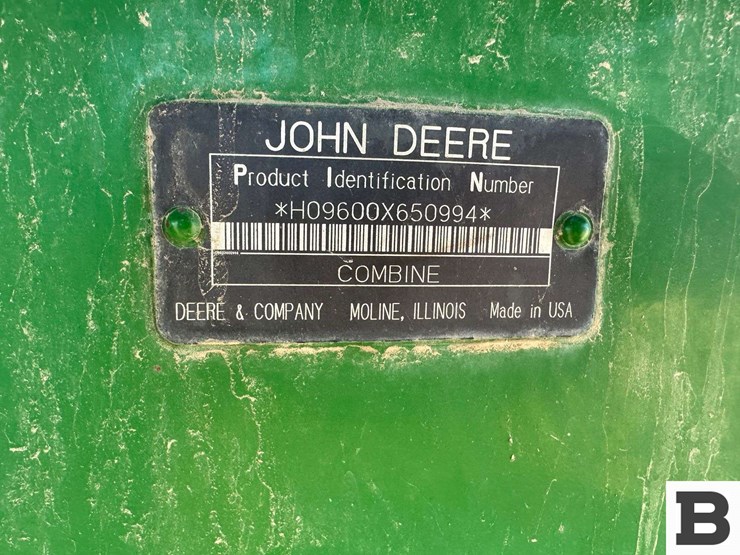 JOHN DEERE
Product Identification Number
*H09600X650994*
COMBINE
DEERE & COMPANY MOLINE, ILLINOIS Made in USA
B